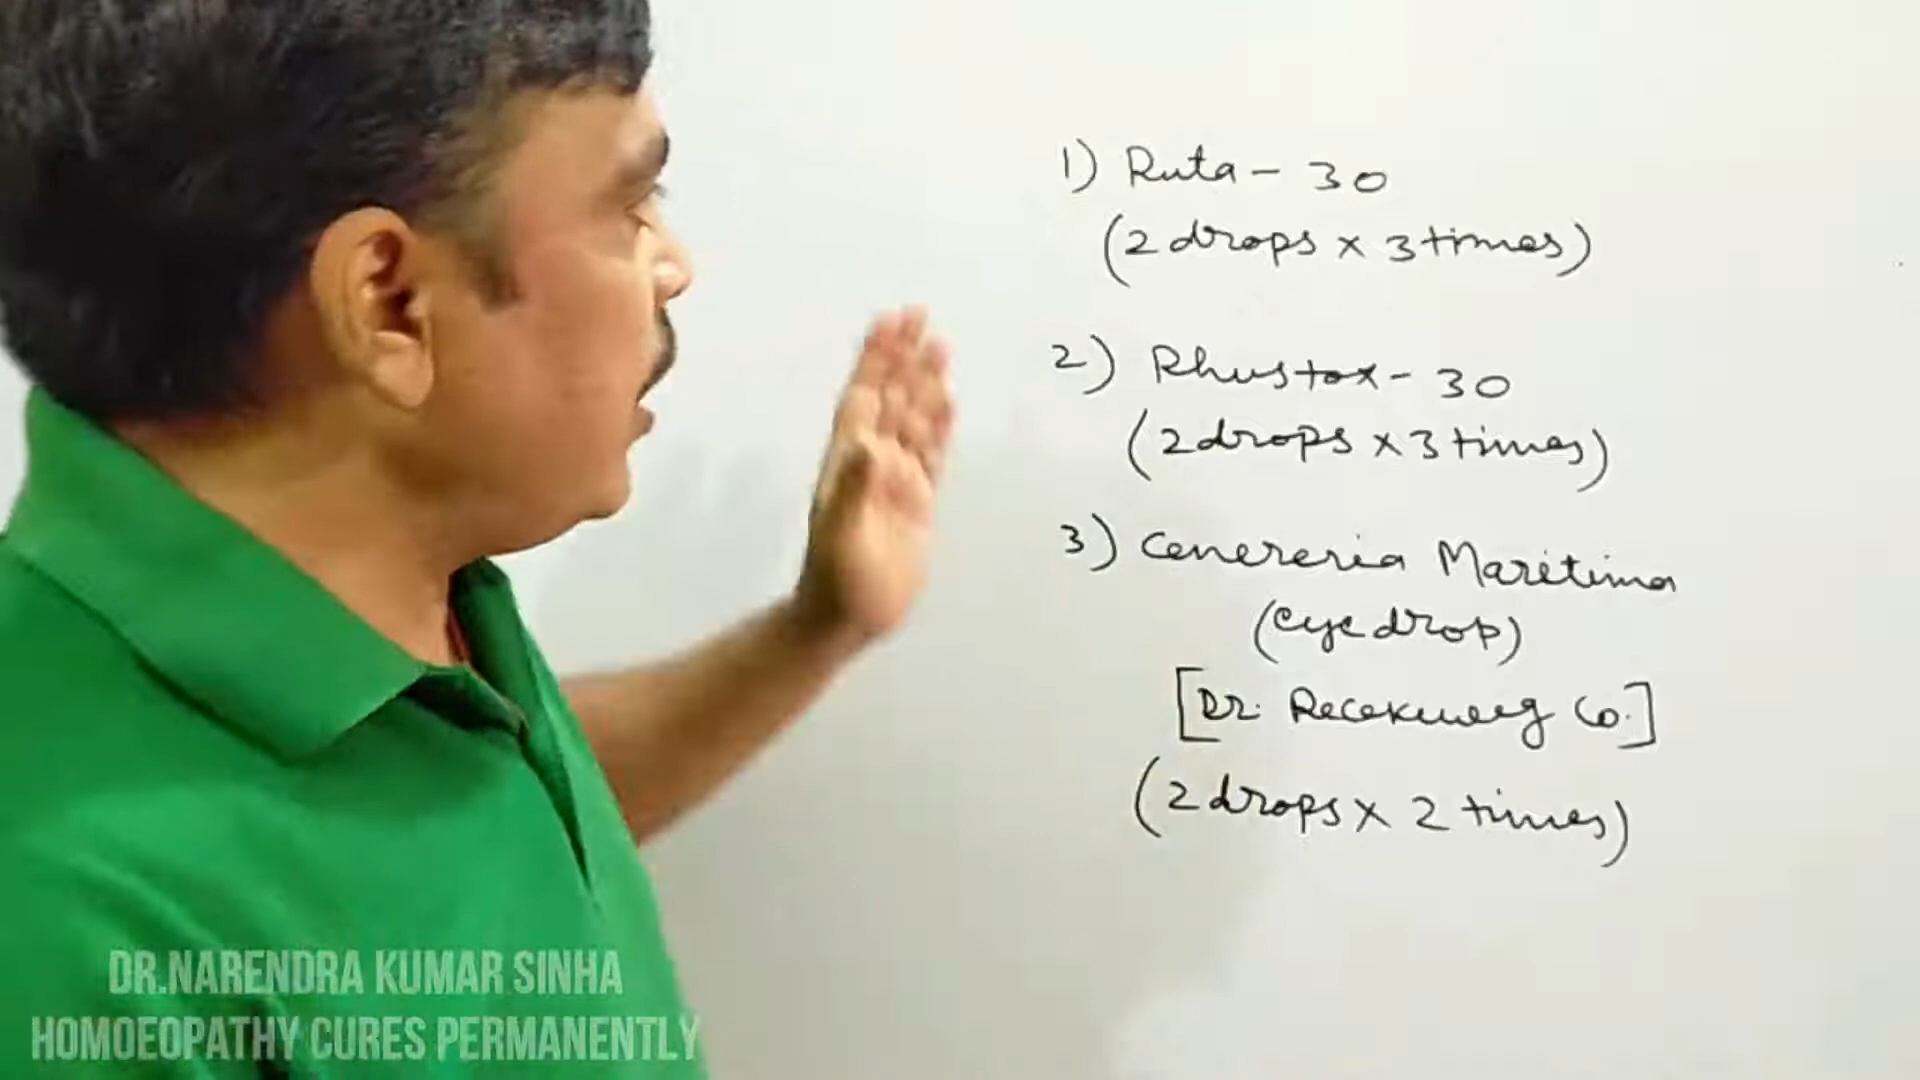 1) Ruta - 30
(2 drops x 3 times)
2) Rhustox - 30
(2 drops x 3 times)
3) Cenereria Maritima
(eye drop)
[Dr. Recekweg Co.]
(2 drops x 2 times)
DR.NARENDRA KUMAR SINHA
HOMOEOPATHY CURES PERMANENTLY